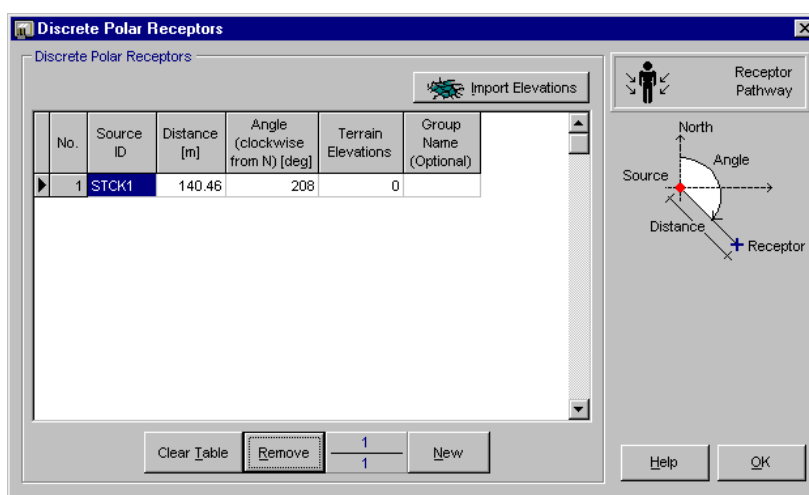 Discrete Polar Receptors
Discrete Polar Receptors
Import Elevations
No.
Source
ID
Distance
[m]
Angle
(clockwise
from N) [deg]
Terrain
Elevations
Group
Name
(Optional)
1 STCK1 140.46 208 0
Clear Table
Remove
1
1
New
Receptor
Pathway
North
Angle
Source
Distance
Receptor
Help
OK